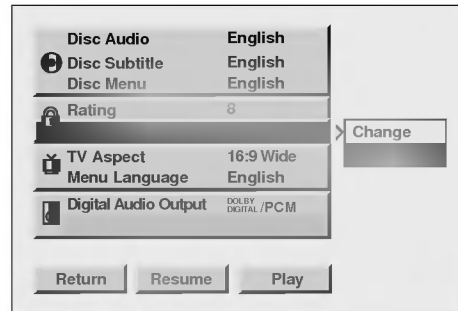 Disc Audio English
Disc Subtitle English
Disc Menu English
Rating 8
Change
TV Aspect 16:9 Wide
Menu Language English
Digital Audio Output DOLBY DIGITAL /PCM
Return Resume Play